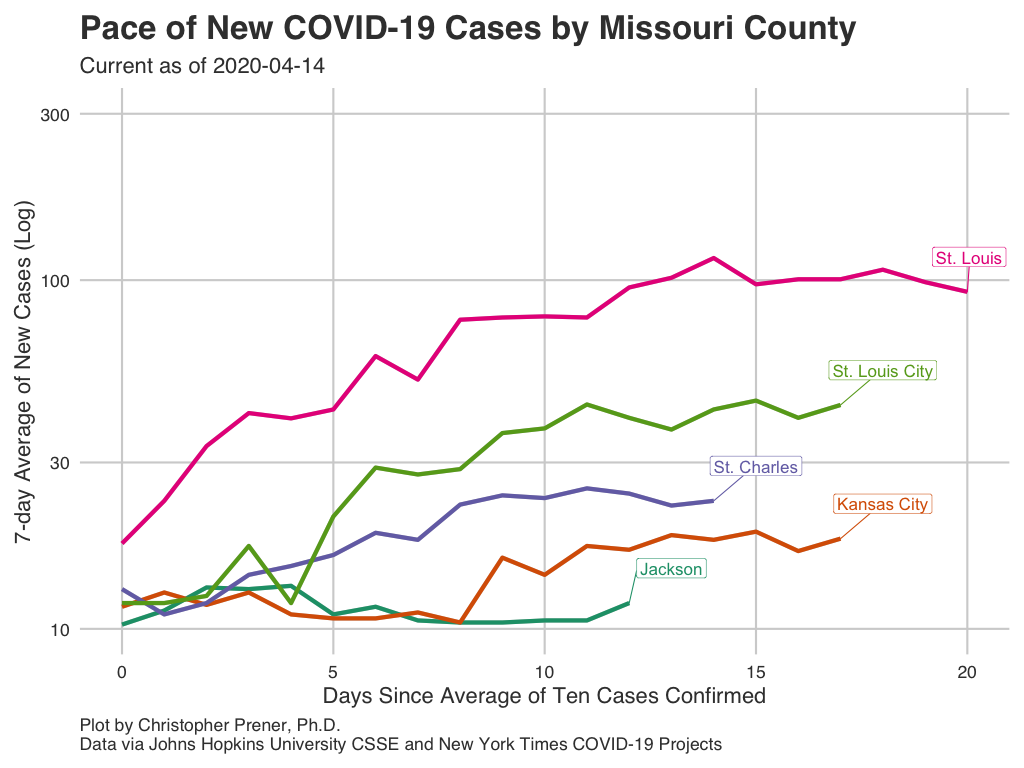 Pace of New COVID-19 Cases by Missouri County
Current as of 2020-04-14
300
100
30
10
7-day Average of New Cases (Log)
St. Louis
St. Louis City
St. Charles
Kansas City
Jackson
0 5 10 15 20
Days Since Average of Ten Cases Confirmed
Plot by Christopher Prener, Ph.D.
Data via Johns Hopkins University CSSE and New York Times COVID-19 Projects